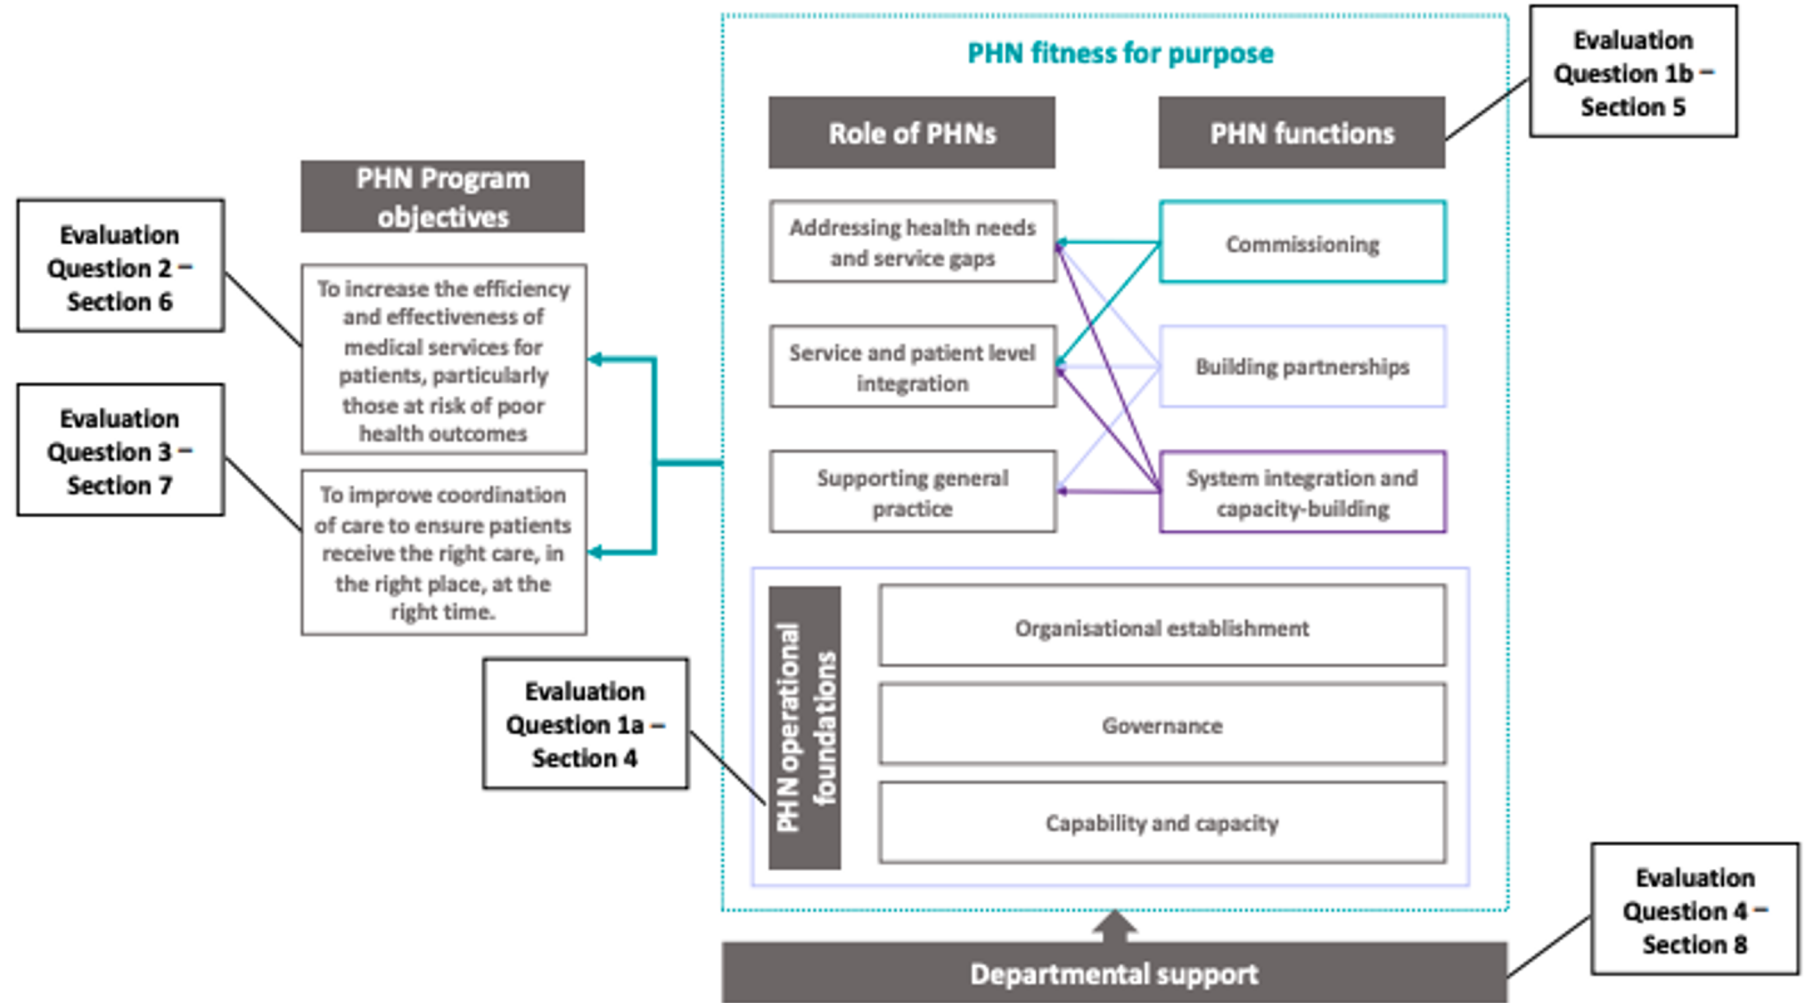 PHN fitness for purpose
Evaluation
Question 1b –
Section 5
Role of PHNs
PHN functions
PHN Program
objectives
Evaluation
Question 2 –
Section 6
Addressing health needs
and service gaps
Commissioning
To increase the efficiency
and effectiveness of
medical services for
patients, particularly
those at risk of poor
health outcomes
Service and patient level
integration
Building partnerships
Evaluation
Question 3 –
Section 7
Supporting general
practice
System integration and
capacity-building
To improve coordination
of care to ensure patients
receive the right care, in
the right place, at the
right time.
PHN operational
foundations
Organisational establishment
Governance
Capability and capacity
Evaluation
Question 1a –
Section 4
Evaluation
Question 4 –
Section 8
Departmental support